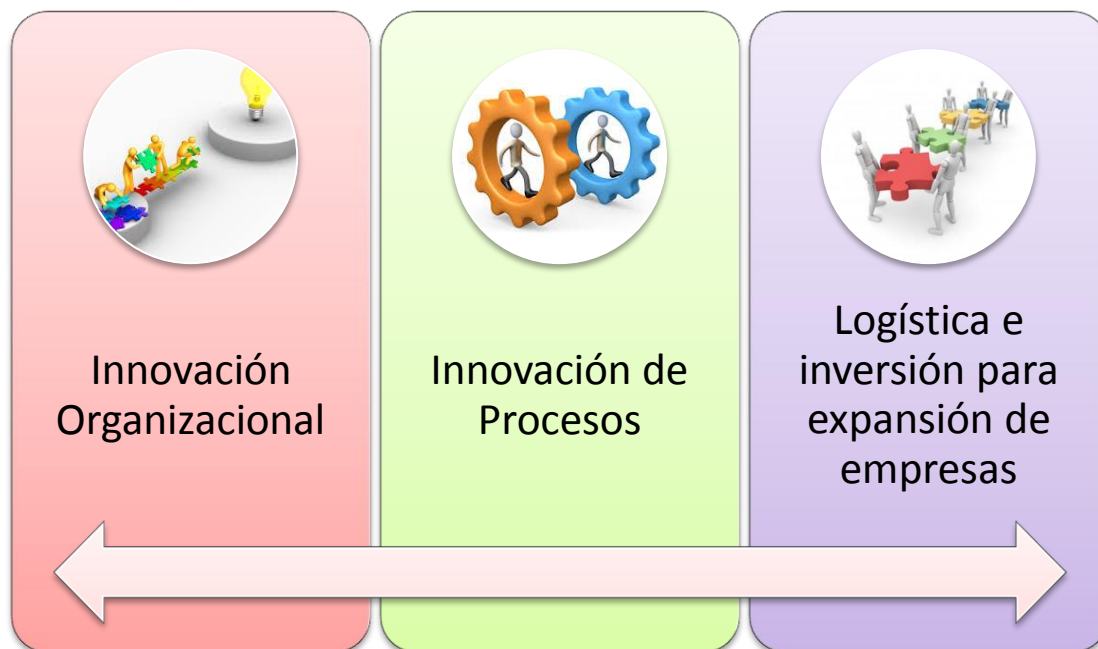 Innovación
Organizacional
Innovación de
Procesos
Logística e
inversión para
expansión de
empresas